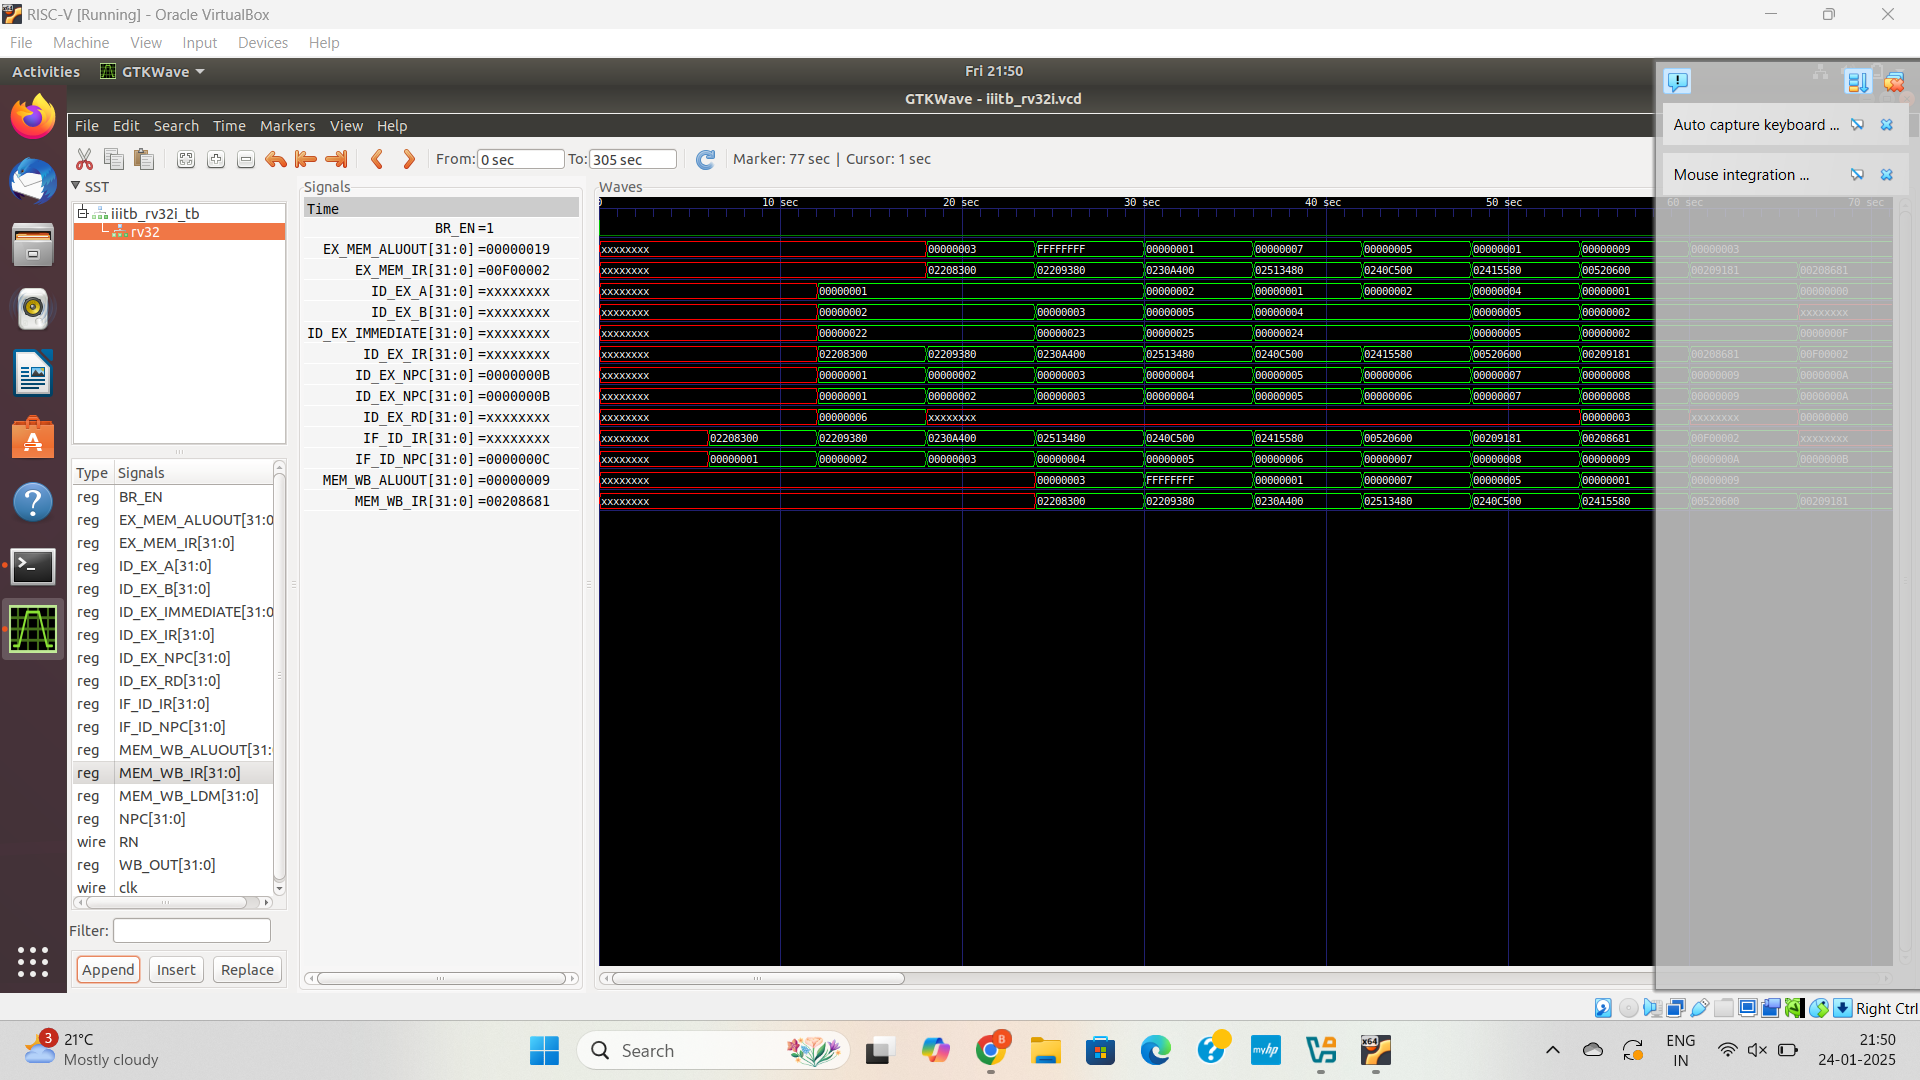 RISC-V [Running] - Oracle VirtualBox
File Machine View Input Devices Help
Activities GTKWave Fri 21:50
GTKWave - iiitb_rv32i.vcd
File Edit Search Time Markers View Help
From: 0 sec To: 305 sec Marker: 77 sec | Cursor: 1 sec
Auto capture keyboard ...
Mouse integration ...
SST
iiitb_rv32i_tb
rv32
Type Signals
reg BR_EN
reg EX_MEM_ALUOUT[31:0
reg EX_MEM_IR[31:0]
reg ID_EX_A[31:0]
reg ID_EX_B[31:0]
reg ID_EX_IMMEDIATE[31:0
reg ID_EX_IR[31:0]
reg ID_EX_NPC[31:0]
reg ID_EX_RD[31:0]
reg IF_ID_IR[31:0]
reg IF_ID_NPC[31:0]
reg MEM_WB_ALUOUT[31:
reg MEM_WB_IR[31:0]
reg MEM_WB_LDM[31:0]
reg NPC[31:0]
wire RN
reg WB_OUT[31:0]
wire clk
Filter:
Append Insert Replace
Signals
Time
BR_EN =1
EX_MEM_ALUOUT[31:0] =00000019
EX_MEM_IR[31:0] =00F00002
ID_EX_A[31:0] =xxxxxxxx
ID_EX_B[31:0] =xxxxxxxx
ID_EX_IMMEDIATE[31:0] =xxxxxxxx
ID_EX_IR[31:0] =xxxxxxxx
ID_EX_NPC[31:0] =0000000B
ID_EX_NPC[31:0] =0000000B
ID_EX_RD[31:0] =xxxxxxxx
IF_ID_IR[31:0] =xxxxxxxx
IF_ID_NPC[31:0] =0000000C
MEM_WB_ALUOUT[31:0] =00000009
MEM_WB_IR[31:0] =00208681
Waves
0 10 sec 20 sec 30 sec 40 sec 50 sec 60 sec 70 sec
xxxxxxxx 00000003 FFFFFFFF 00000001 00000007 00000005 00000001 00000009 00000003
xxxxxxxx 02208300 02209380 0230A400 02513480 0240C500 02415580 00520600 00209181 00208681
xxxxxxxx 00000001 00000002 00000001 00000002 00000004 00000001 00000000
xxxxxxxx 00000002 00000003 00000005 00000004 00000005 00000002 xxxxxxxx
xxxxxxxx 00000022 00000023 00000025 00000024 00000005 00000002 0000000F
xxxxxxxx 02208300 02209380 0230A400 02513480 0240C500 02415580 00520600 00209181 00208681 00F00002
xxxxxxxx 00000001 00000002 00000003 00000004 00000005 00000006 00000007 00000008 00000009 0000000A
xxxxxxxx 00000001 00000002 00000003 00000004 00000005 00000006 00000007 00000008 00000009 0000000A
xxxxxxxx 00000006 xxxxxxxx 00000003 xxxxxxxx 00000000
xxxxxxxx 02208300 02209380 0230A400 02513480 0240C500 02415580 00520600 00209181 00208681 00F00002 xxxxxxxx
xxxxxxxx 00000001 00000002 00000003 00000004 00000005 00000006 00000007 00000008 00000009 0000000A 0000000B
xxxxxxxx 00000003 FFFFFFFF 00000001 00000007 00000005 00000001 00000009
xxxxxxxx 02208300 02209380 0230A400 02513480 0240C500 02415580 00520600 00209181
Right Ctrl
3
21°C
Mostly cloudy
Search
B
myhp
x64
ENG
IN
21:50
24-01-2025